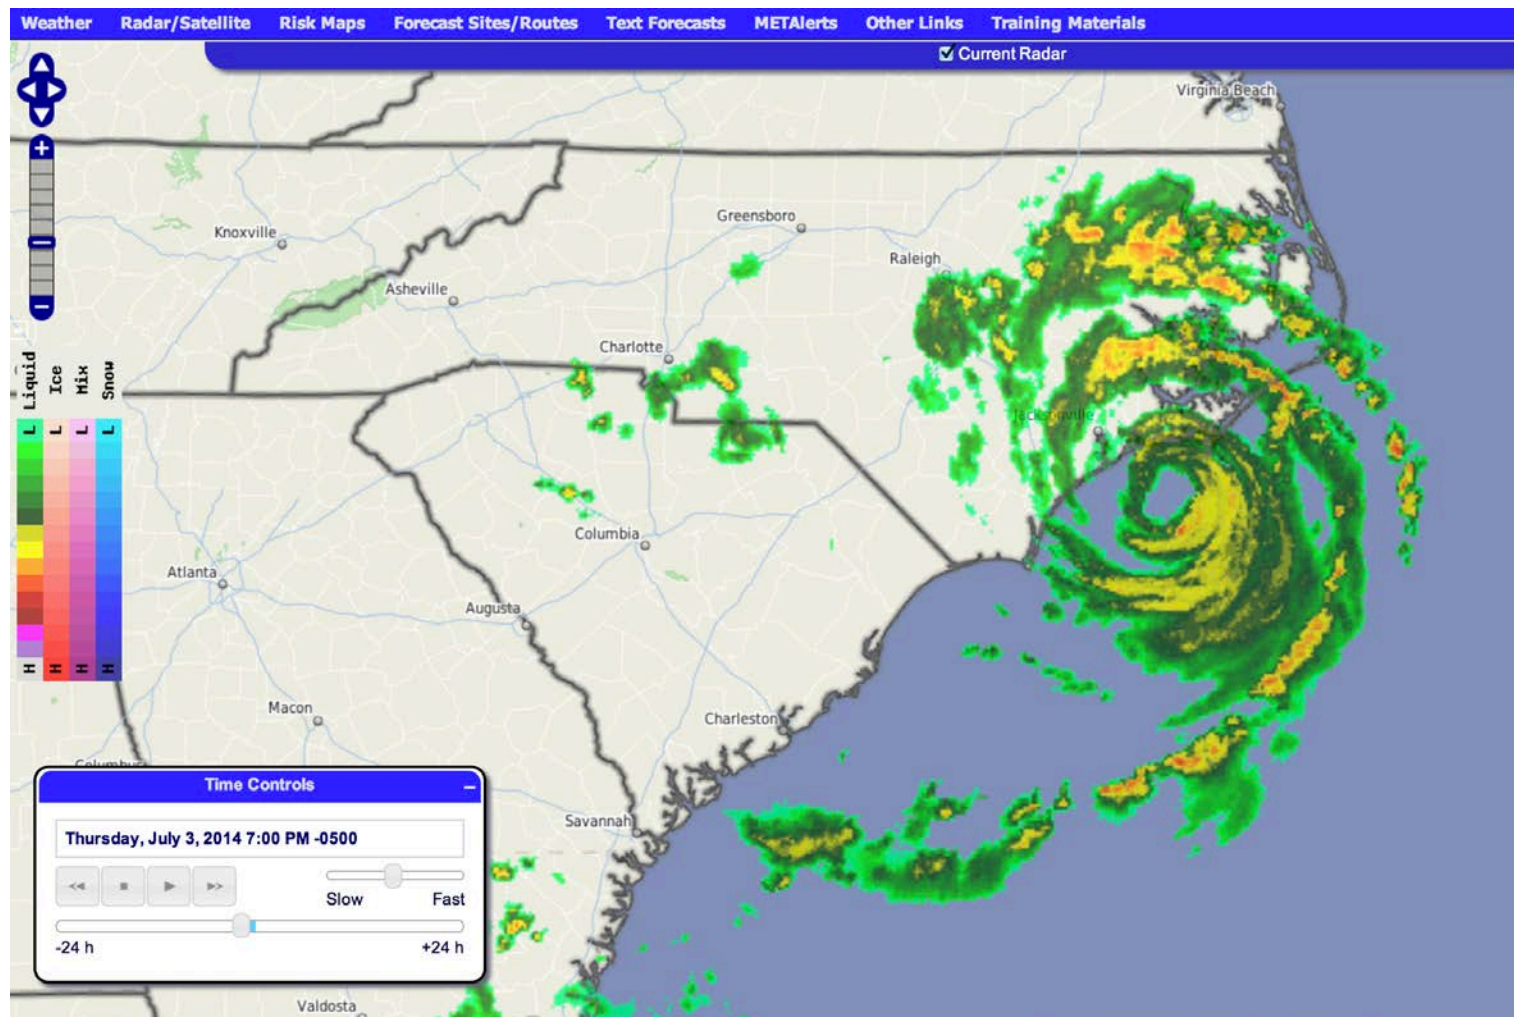 Weather Radar/Satellite Risk Maps Forecast Sites/Routes Text Forecasts METAlerts Other Links Training Materials
Current Radar
Virginia Beach
Greensboro
Knoxville
Raleigh
Asheville
Charlotte
Liquid Ice Mix Snow
L L L L
Jacksonville
Columbia
Atlanta
Augusta
H H H H
Macon
Charleston
Columbus
Time Controls
Savannah
Thursday, July 3, 2014 7:00 PM -0500
Slow Fast
-24 h +24 h
Valdosta